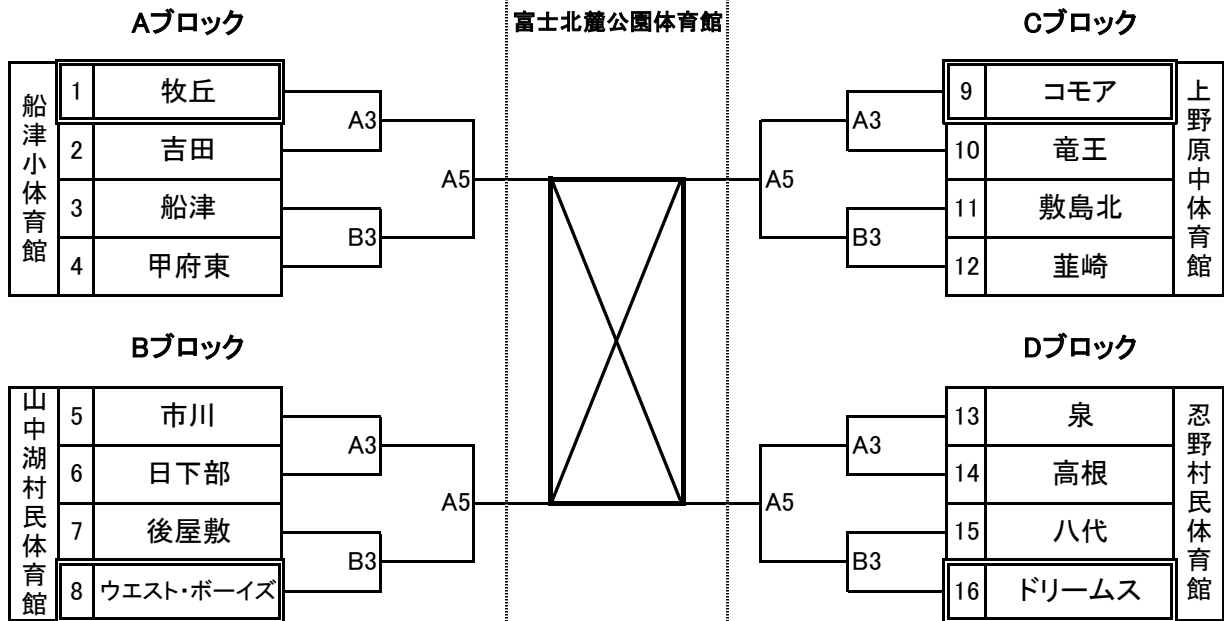 Aブロック
富士北麓公園体育館
Cブロック
船津小体育館
1 牧丘
2 吉田
3 船津
4 甲府東
A3
B3
A5
A5
A3
B3
9 コモア
10 竜王
11 敷島北
12 韮崎
上野原中体育館
Bブロック
Dブロック
山中湖村民体育館
5 市川
6 日下部
7 後屋敷
8 ウエスト・ボーイズ
A3
B3
A5
A5
A3
B3
13 泉
14 高根
15 八代
16 ドリームス
忍野村民体育館